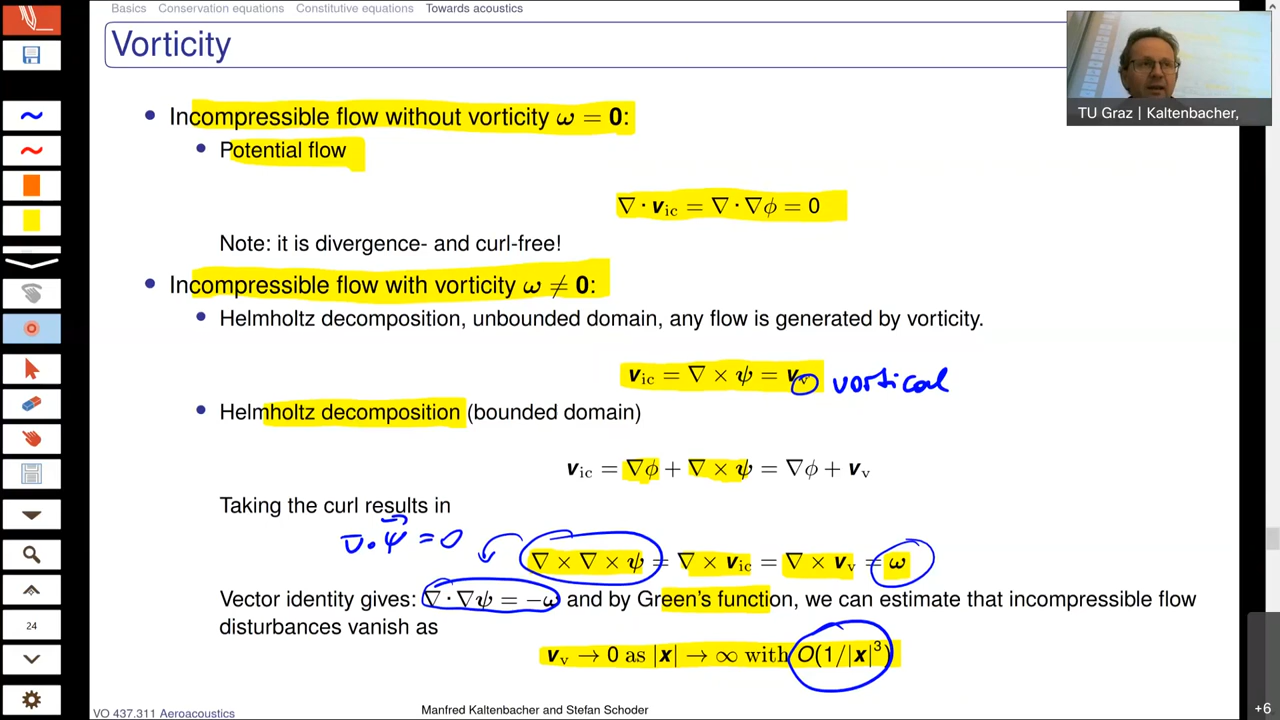 Basics Conservation equations Constitutive equations Towards acoustics
Vorticity
TU Graz | Kaltenbacher,
• Incompressible flow without vorticity ω = 0:
• Potential flow
∇ · v_ic = ∇ · ∇ϕ = 0
Note: it is divergence- and curl-free!
• Incompressible flow with vorticity ω ≠ 0:
• Helmholtz decomposition, unbounded domain, any flow is generated by vorticity.
v_ic = ∇ × ψ = v_v vortical
• Helmholtz decomposition (bounded domain)
v_ic = ∇ϕ + ∇ × ψ = ∇ϕ + v_v
Taking the curl results in
∇ · ψ⃗ = 0
∇ × ∇ × ψ = ∇ × v_ic = ∇ × v_v = ω
Vector identity gives: ∇ · ∇ψ = −ω and by Green's function, we can estimate that incompressible flow
disturbances vanish as
v_v → 0 as |x| → ∞ with O(1/|x|³)
24
VO 437.311 Aeroacoustics Manfred Kaltenbacher and Stefan Schoder
+6